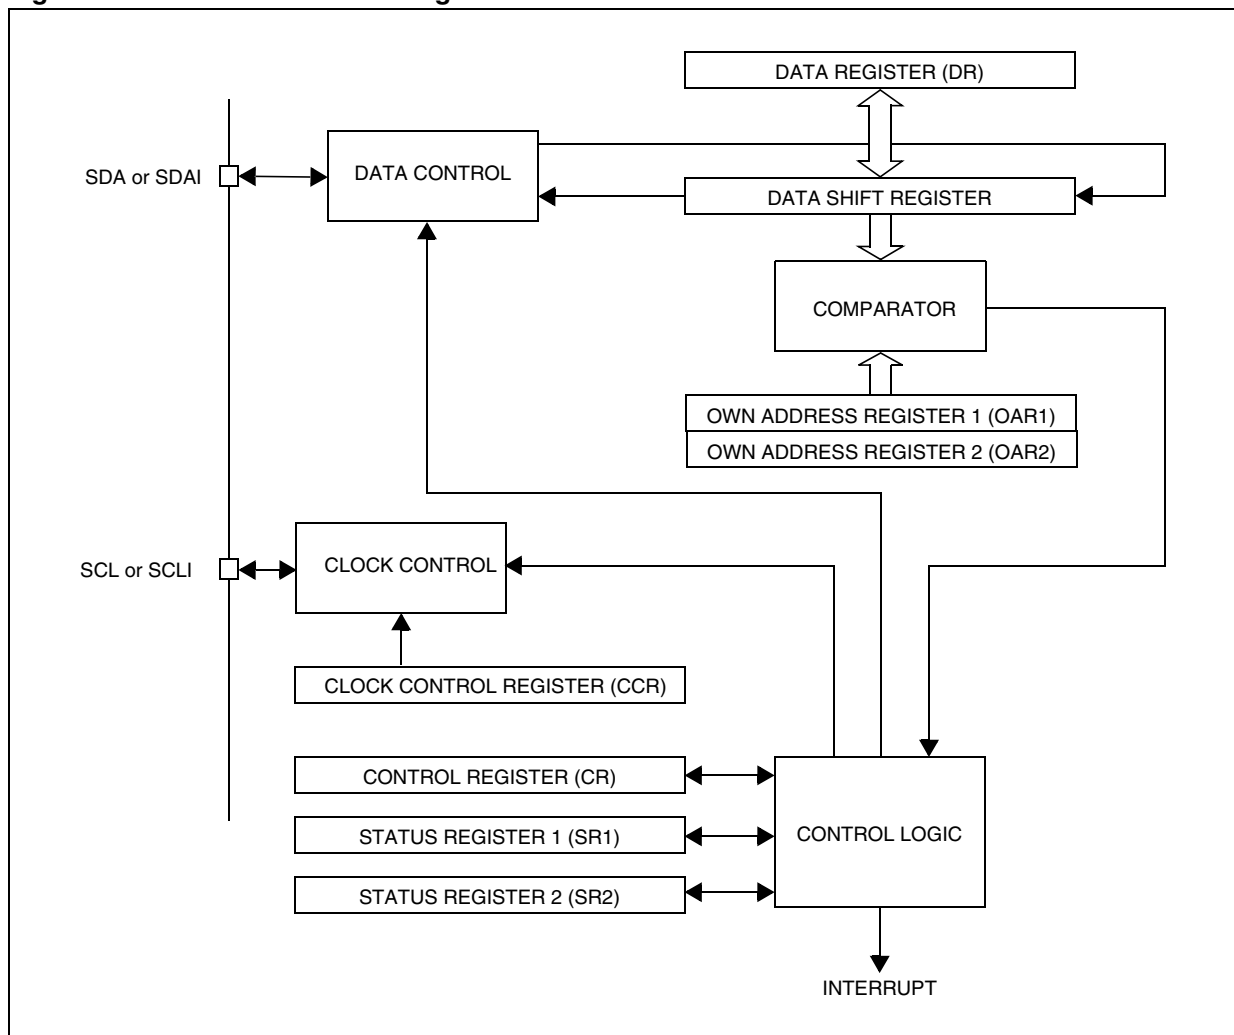 DATA REGISTER (DR)
SDA or SDAI
DATA CONTROL
DATA SHIFT REGISTER
COMPARATOR
OWN ADDRESS REGISTER 1 (OAR1)
OWN ADDRESS REGISTER 2 (OAR2)
SCL or SCLI
CLOCK CONTROL
CLOCK CONTROL REGISTER (CCR)
CONTROL REGISTER (CR)
STATUS REGISTER 1 (SR1)
CONTROL LOGIC
STATUS REGISTER 2 (SR2)
INTERRUPT